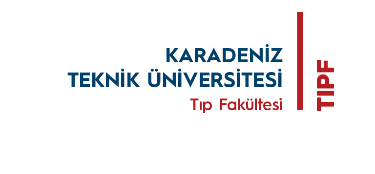 KARADENİZ
TEKNİK ÜNİVERSİTESİ
Tıp Fakültesi
TIPF